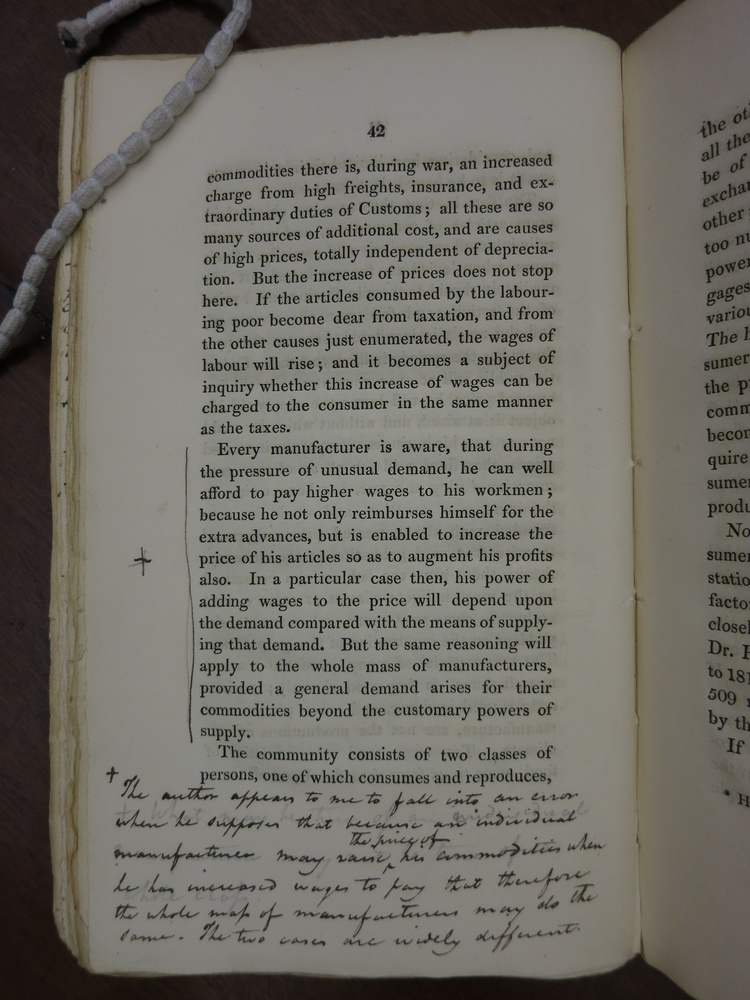 42
commodities there is, during war, an increased
charge from high freights, insurance, and ex-
traordinary duties of Customs; all these are so
many sources of additional cost, and are causes
of high prices, totally independent of deprecia-
tion. But the increase of prices does not stop
here. If the articles consumed by the labour-
ing poor become dear from taxation, and from
the other causes just enumerated, the wages of
labour will rise; and it becomes a subject of
inquiry whether this increase of wages can be
charged to the consumer in the same manner
as the taxes.
Every manufacturer is aware, that during
the pressure of unusual demand, he can well
afford to pay higher wages to his workmen;
because he not only reimburses himself for the
extra advances, but is enabled to increase the
price of his articles so as to augment his profits
also. In a particular case then, his power of
adding wages to the price will depend upon
the demand compared with the means of supply-
ing that demand. But the same reasoning will
apply to the whole mass of manufacturers,
provided a general demand arises for their
commodities beyond the customary powers of
supply.
The community consists of two classes of
persons, one of which consumes and reproduces,
+
+ The author appears to me to fall into an error
when he supposes that because an individual
the price of
manufacturer may raise his commodities when
he has increased wages to pay that therefore
the whole mass of manufacturers may do the
same. The two cases are widely different.
the ot
all the
be of
excha
other
too nu
power
gages
variou
The
sumer
the p
comm
becor
quire
sumer
produ
No
sumer
statio
facto
closel
Dr.
to 181
509
by th
If
* H